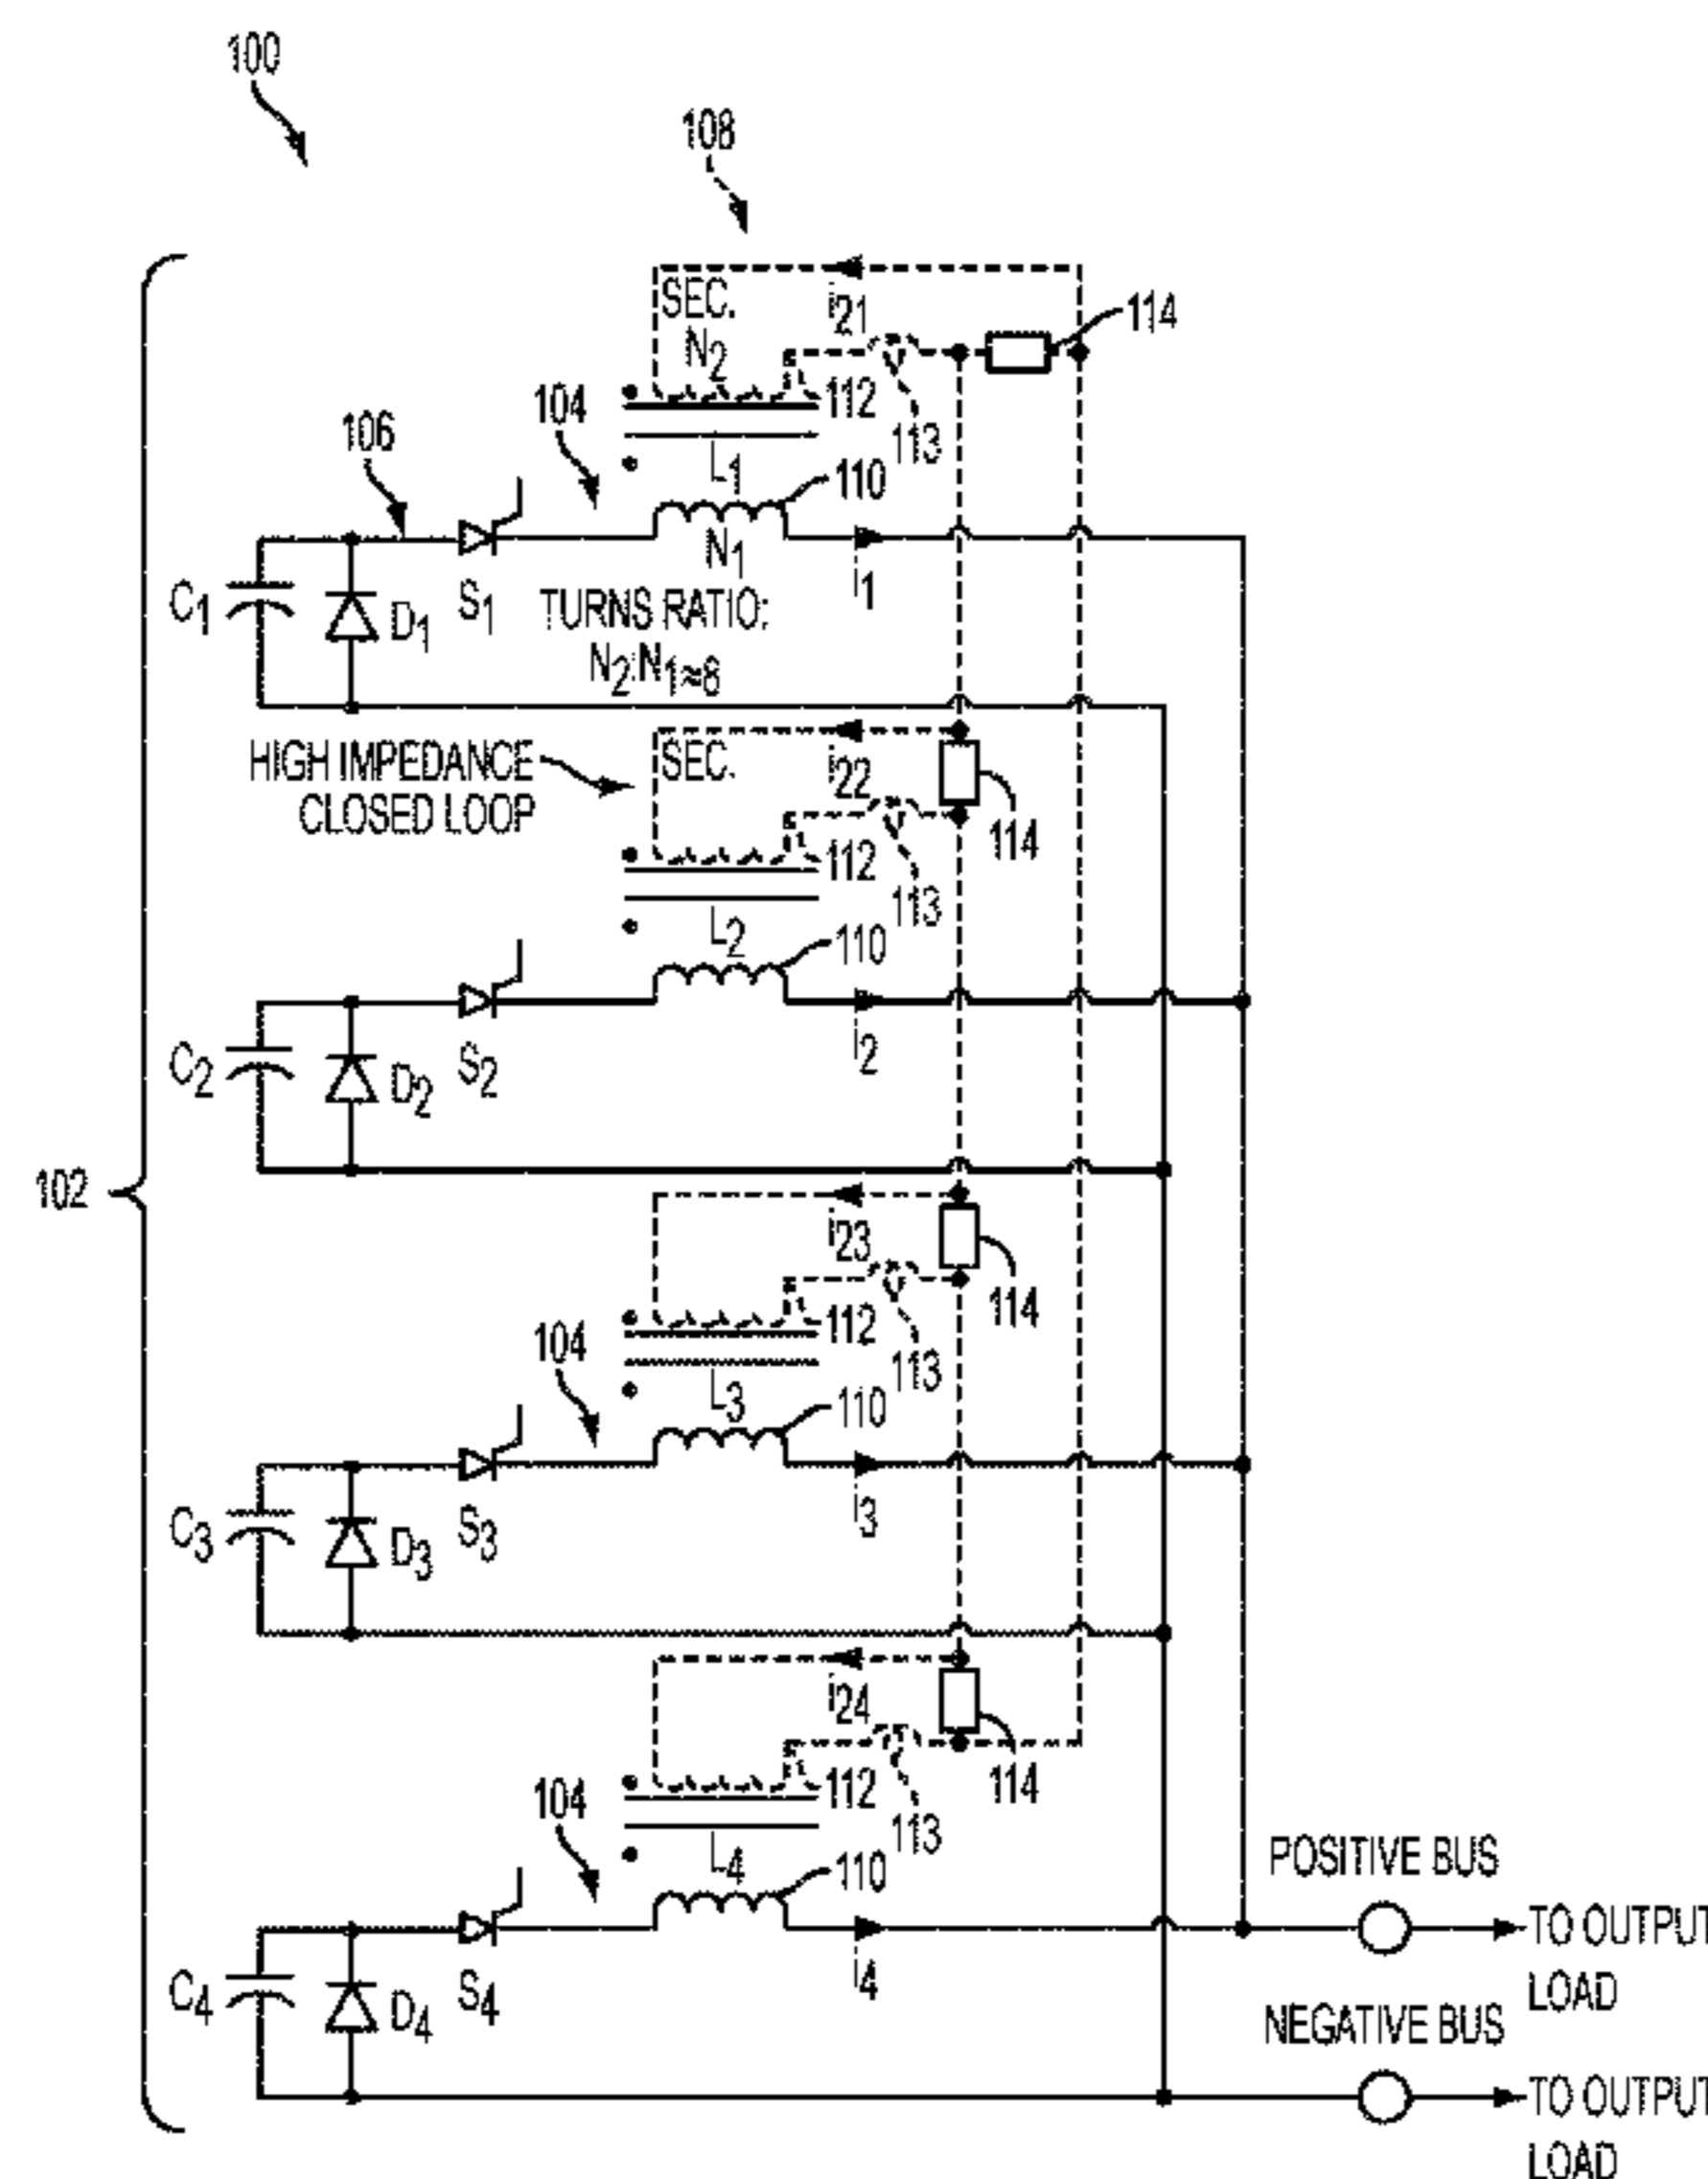 100
108
SEC.
i21
N2
114
104
112
113
106
L1
110
N1
C1
D1
S1
i1
TURNS RATIO:
N2:N1≈8
HIGH IMPEDANCE
CLOSED LOOP
SEC.
i22
112
113
114
L2
110
C2
D2
S2
i2
102
i23
112
113
114
104
L3
110
C3
D3
S3
i3
i24
112
113
114
104
L4
110
C4
D4
S4
i4
POSITIVE BUS
TO OUTPUT
LOAD
NEGATIVE BUS
TO OUTPUT
LOAD